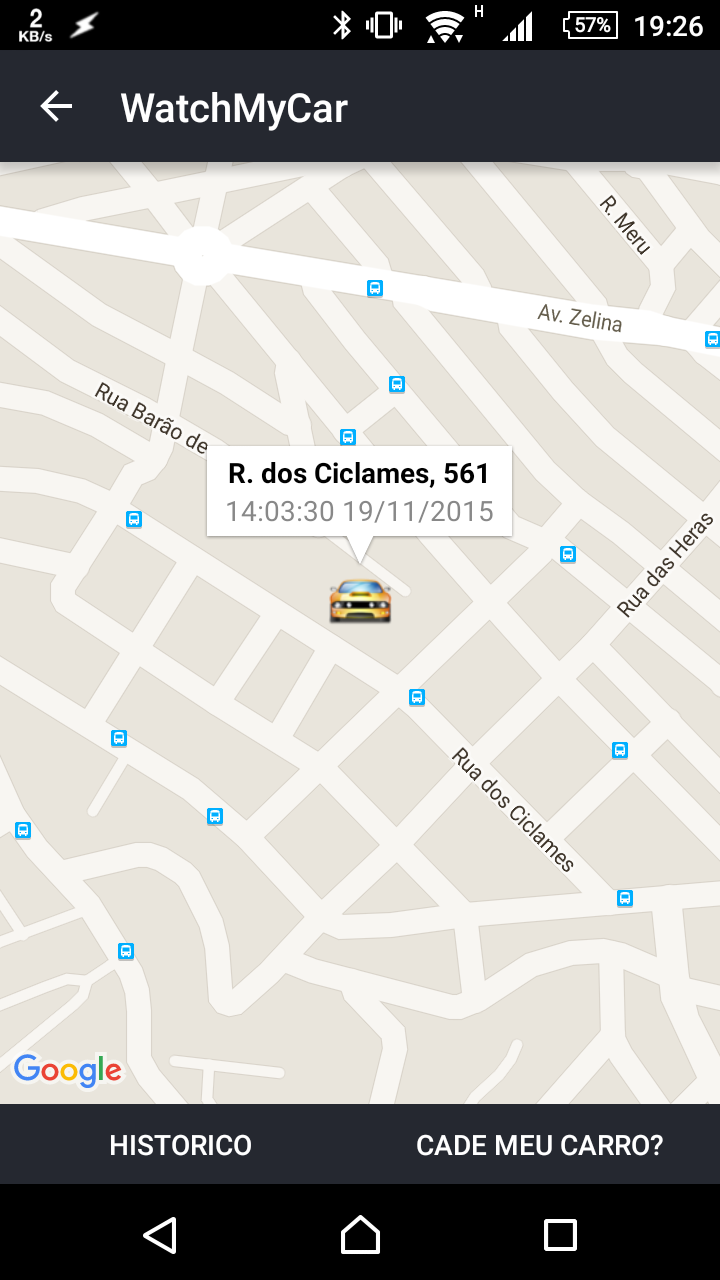 2
KB/s
H
57%
19:26
WatchMyCar
R. Meru
Av. Zelina
Rua Barão de
R. dos Ciclames, 561
14:03:30 19/11/2015
Rua das Heras
Rua dos Ciclames
Google
HISTORICO
CADE MEU CARRO?